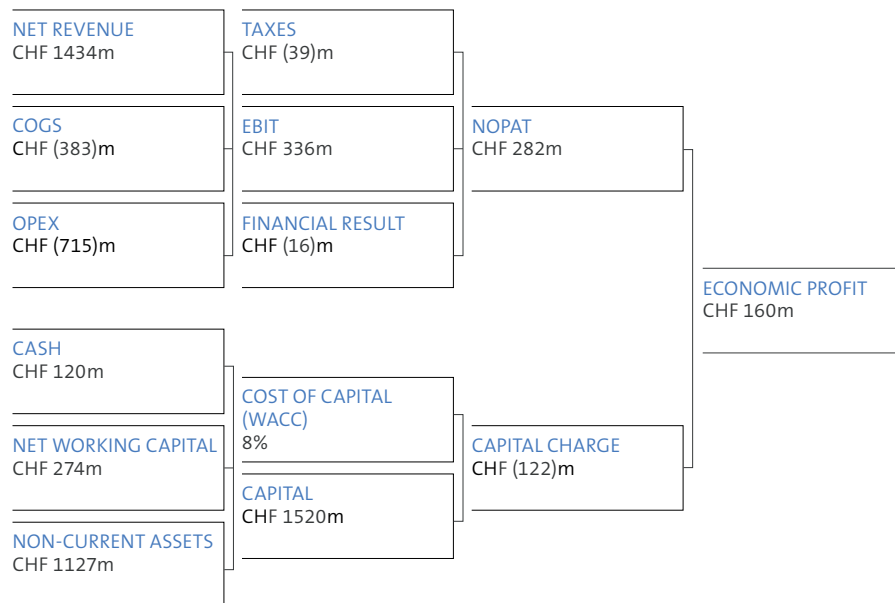 NET REVENUE
CHF 1434m
COGS
CHF (383)m
OPEX
CHF (715)m
TAXES
CHF (39)m
EBIT
CHF 336m
FINANCIAL RESULT
CHF (16)m
NOPAT
CHF 282m
ECONOMIC PROFIT
CHF 160m
CASH
CHF 120m
NET WORKING CAPITAL
CHF 274m
NON-CURRENT ASSETS
CHF 1127m
COST OF CAPITAL
(WACC)
8%
CAPITAL
CHF 1520m
CAPITAL CHARGE
CHF (122)m